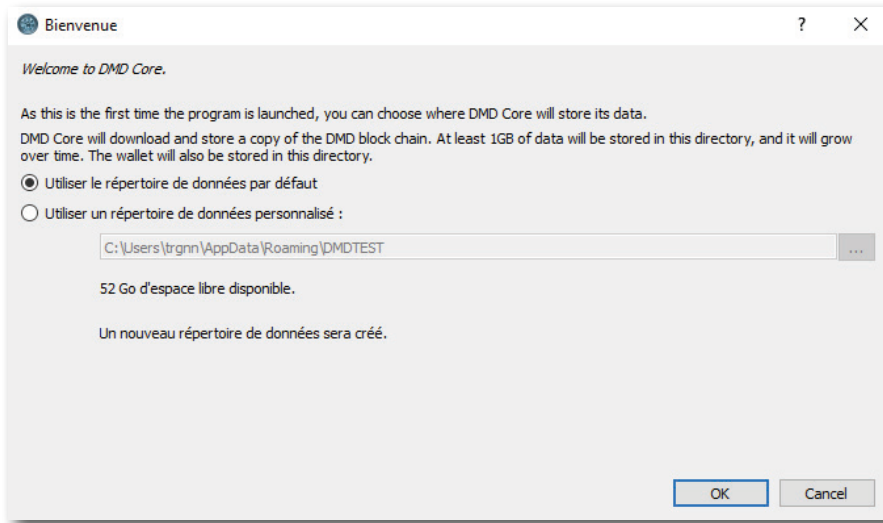 Bienvenue
?
Welcome to DMD Core.
As this is the first time the program is launched, you can choose where DMD Core will store its data.
DMD Core will download and store a copy of the DMD block chain. At least 1GB of data will be stored in this directory, and it will grow
over time. The wallet will also be stored in this directory.
Utiliser le répertoire de données par défaut
Utiliser un répertoire de données personnalisé :
C:\Users\trgnn\AppData\Roaming\DMDTEST
...
52 Go d'espace libre disponible.
Un nouveau répertoire de données sera créé.
OK
Cancel